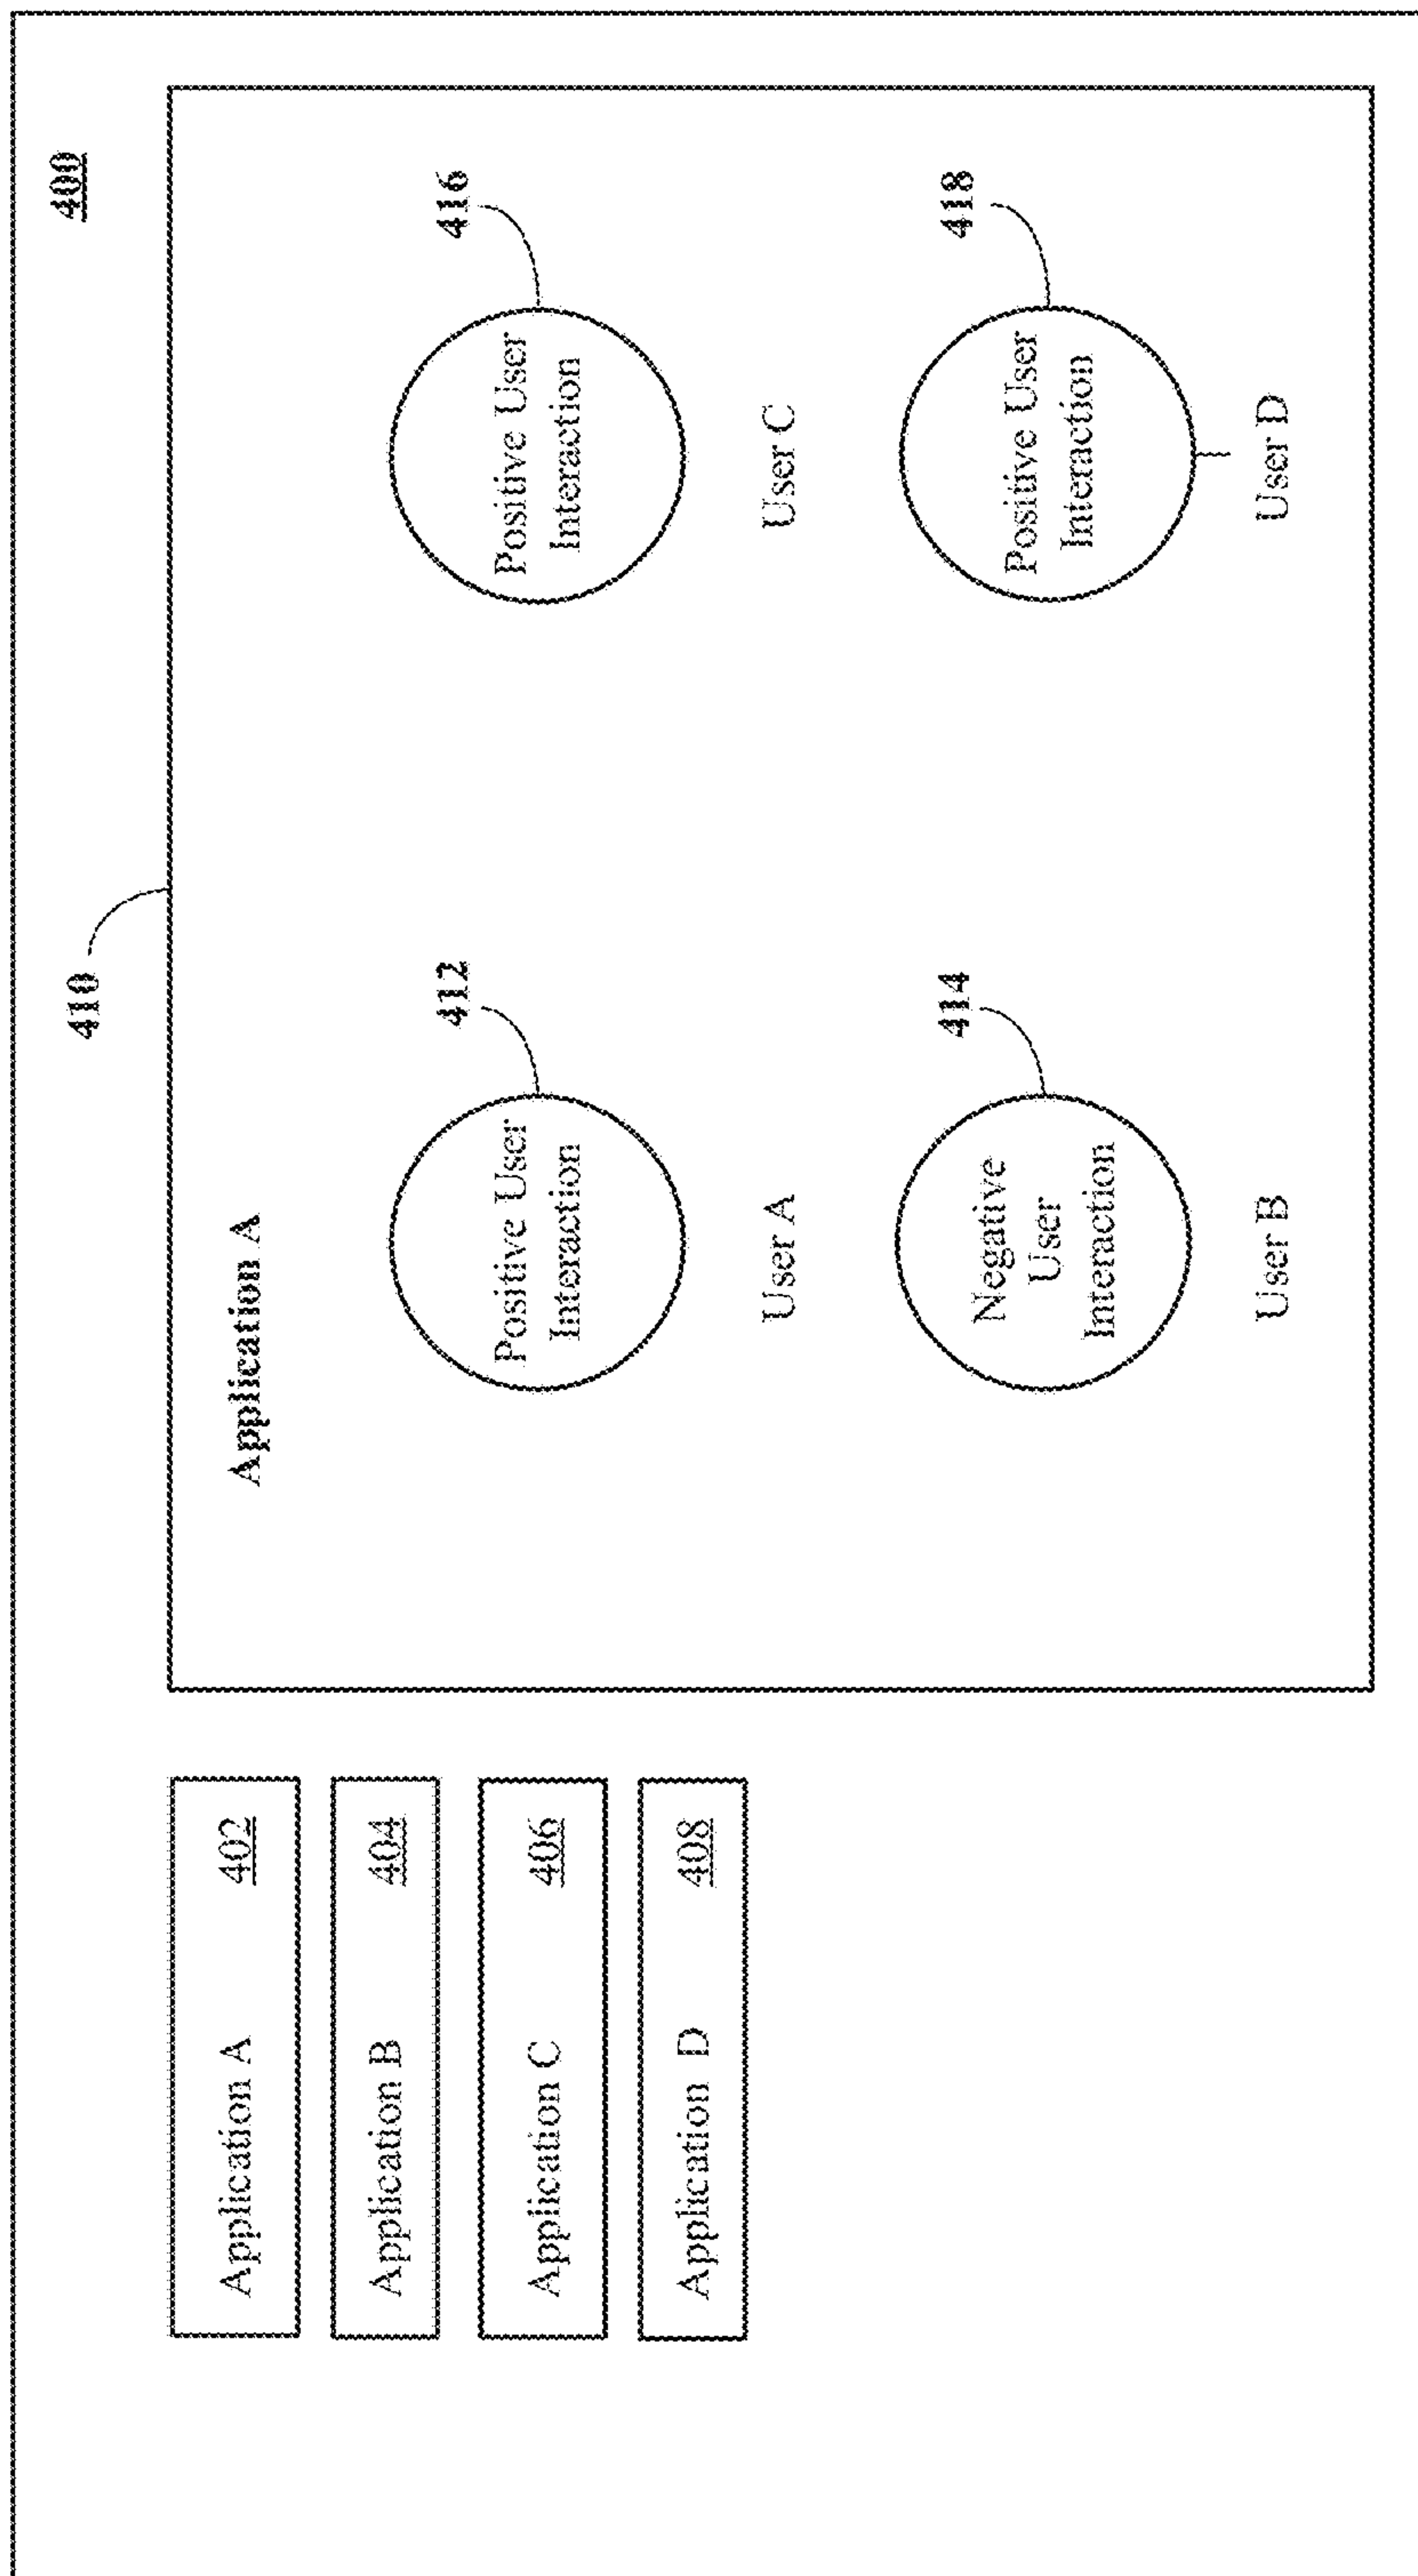 400
410
Application A 402
Application B 404
Application C 406
Application D 408
Application A
412
Positive User
Interaction
User A
416
Positive User
Interaction
User C
414
Negative
User
Interaction
User B
418
Positive User
Interaction
User D